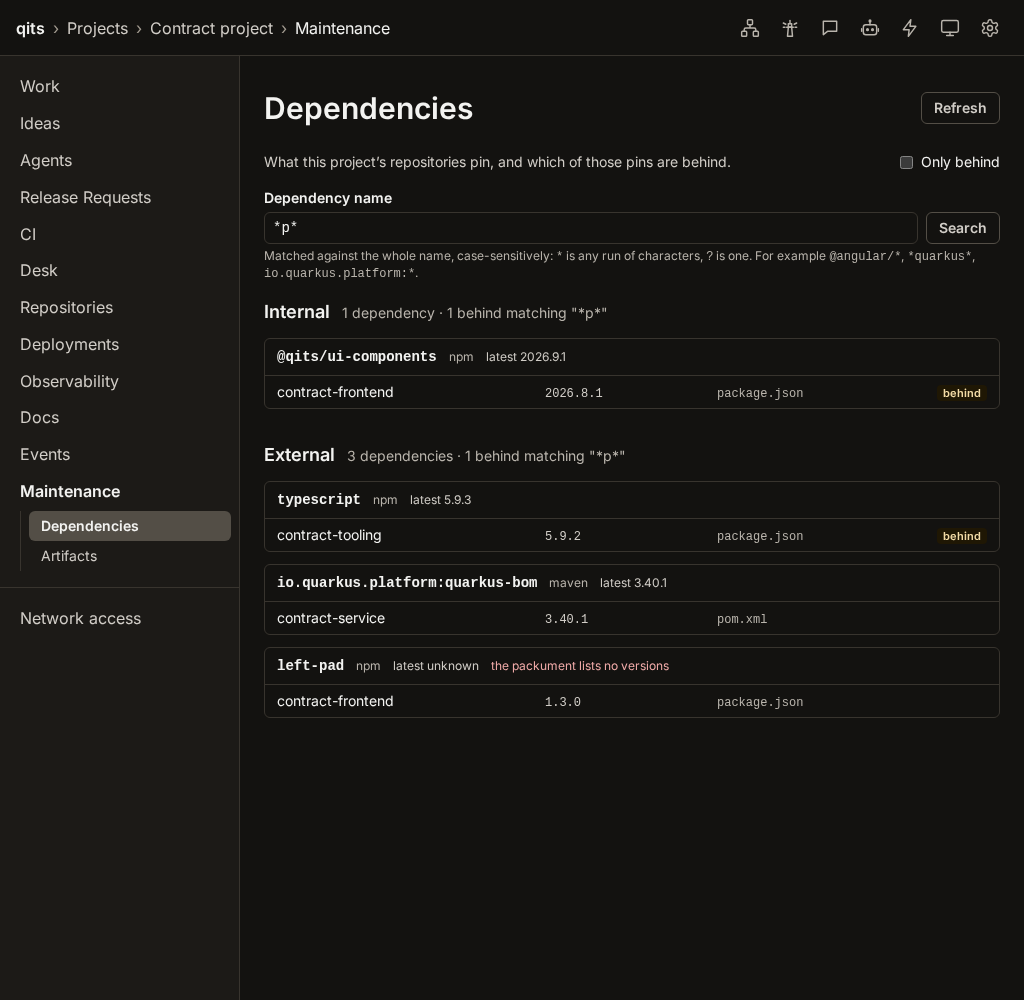 qits › Projects › Contract project › Maintenance
Work
Ideas
Agents
Release Requests
CI
Desk
Repositories
Deployments
Observability
Docs
Events
Maintenance
Dependencies
Artifacts
Network access
Dependencies
Refresh
What this project's repositories pin, and which of those pins are behind.
Only behind
Dependency name
*p*
Search
Matched against the whole name, case-sensitively: * is any run of characters, ? is one. For example @angular/*, *quarkus*,
io.quarkus.platform:*.
Internal 1 dependency · 1 behind matching "*p*"
@qits/ui-components npm latest 2026.9.1
contract-frontend 2026.8.1 package.json behind
External 3 dependencies · 1 behind matching "*p*"
typescript npm latest 5.9.3
contract-tooling 5.9.2 package.json behind
io.quarkus.platform:quarkus-bom maven latest 3.40.1
contract-service 3.40.1 pom.xml
left-pad npm latest unknown the packument lists no versions
contract-frontend 1.3.0 package.json